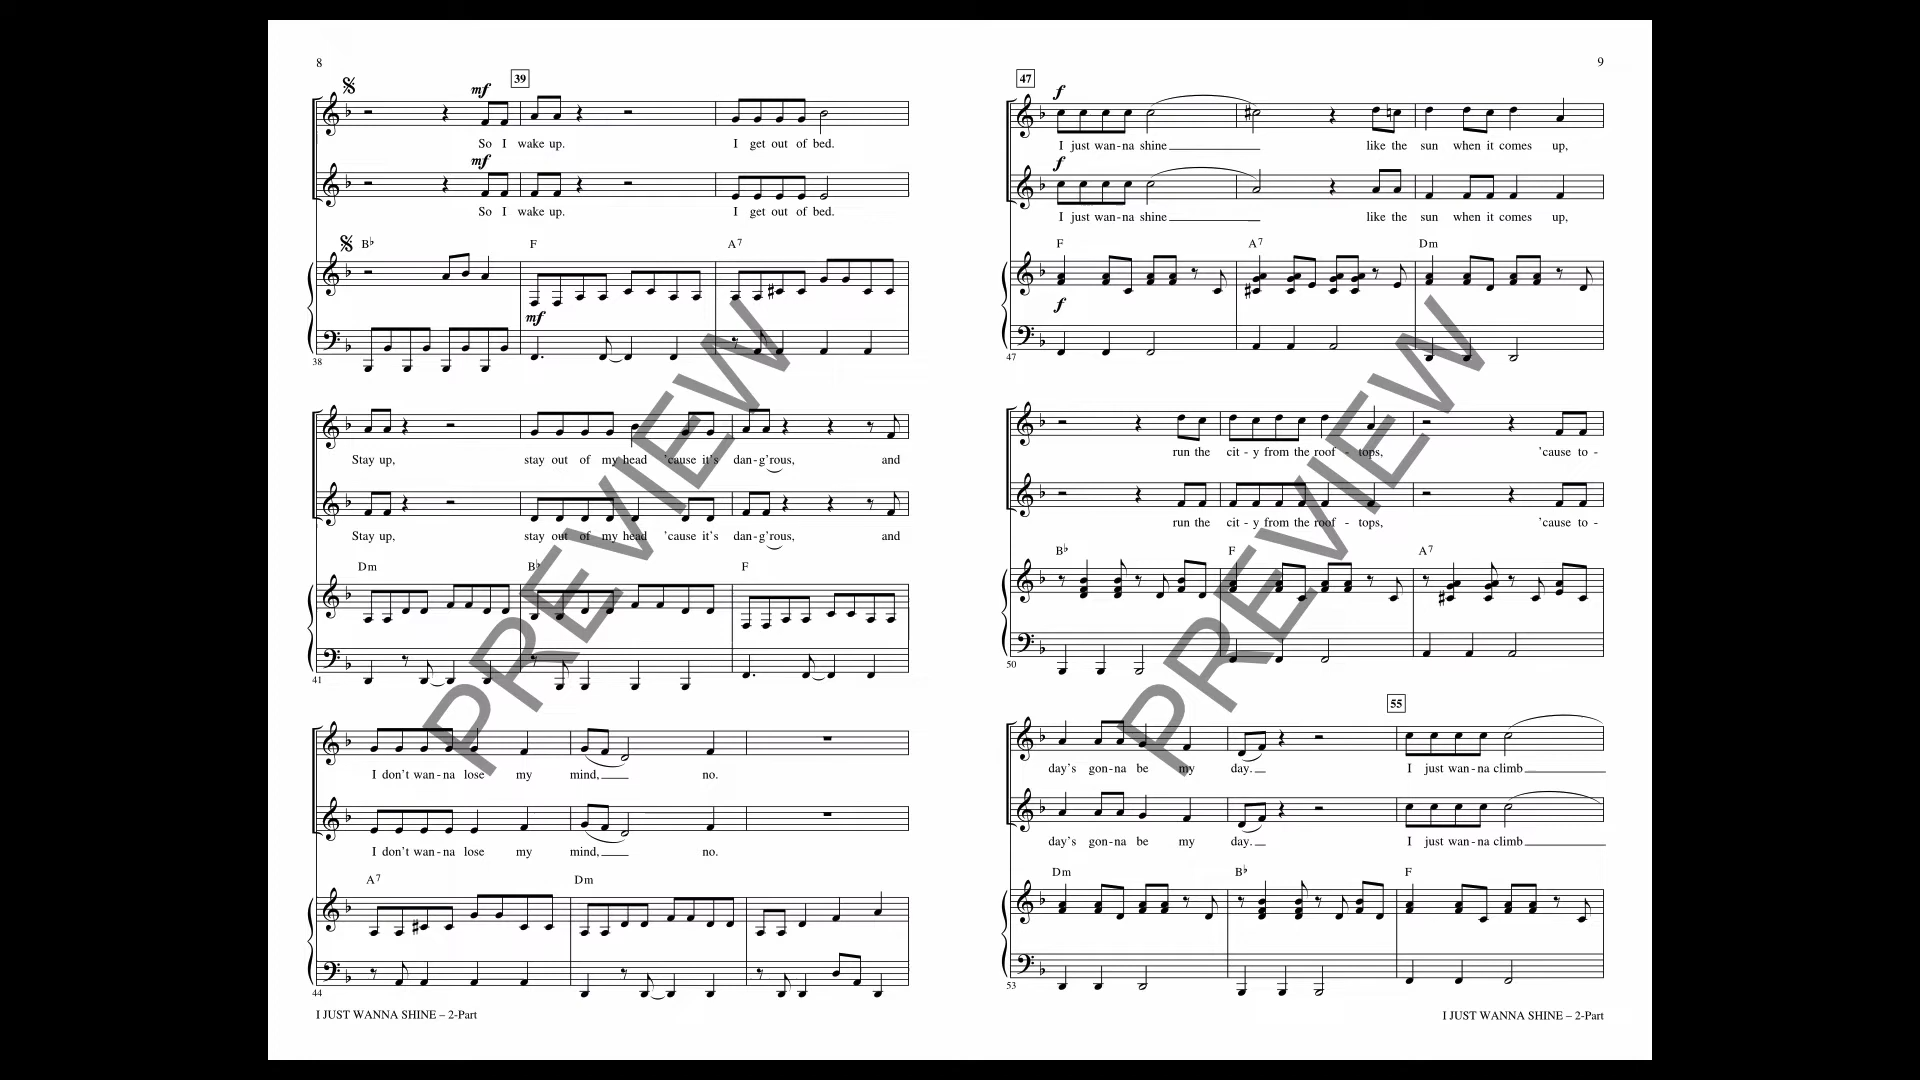 8
39
mf
So I wake up. I get out of bed.
mf
So I wake up. I get out of bed.
B♭ F A7
mf
38
Stay up, stay out of my head 'cause it's dan-g'rous, and
Stay up, stay out of my head 'cause it's dan-g'rous, and
Dm B♭ F
41
I don't wan-na lose my mind, no.
I don't wan-na lose my mind, no.
A7 Dm
44
I JUST WANNA SHINE – 2-Part
PREVIEW
9
47
f
I just wan-na shine like the sun when it comes up,
f
I just wan-na shine like the sun when it comes up,
F A7 Dm
f
47
run the cit - y from the roof - tops, 'cause to -
run the cit - y from the roof - tops, 'cause to -
B♭ F A7
50
55
day's gon-na be my day. I just wan-na climb
day's gon-na be my day. I just wan-na climb
Dm B♭ F
53
I JUST WANNA SHINE – 2-Part
PREVIEW